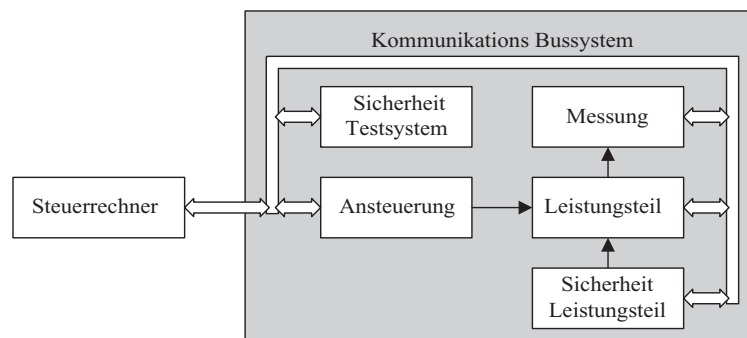 Kommunikations Bussystem
Sicherheit
Testsystem
Messung
Steuerrechner
Ansteuerung
Leistungsteil
Sicherheit
Leistungsteil